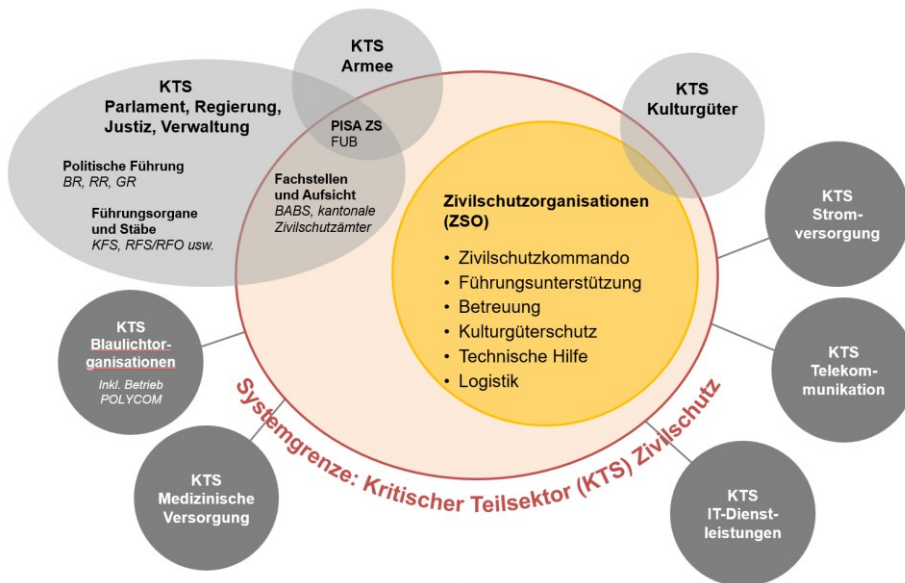 KTS
Armee
KTS
Parlament, Regierung,
Justiz, Verwaltung
Politische Führung
BR, RR, GR
Führungsorgane
und Stäbe
KFS, RFS/RFO usw.
PISA ZS
FUB
Fachstellen
und Aufsicht
BABS, kantonale
Zivilschutzämter
KTS
Kulturgüter
Zivilschutzorganisationen
(ZSO)
• Zivilschutzkommando
• Führungsunterstützung
• Betreuung
• Kulturgüterschutz
• Technische Hilfe
• Logistik
KTS
Strom-
versorgung
KTS
Telekom-
munikation
KTS
IT-Dienst-
leistungen
KTS
Blaulichtor-
ganisationen
Inkl. Betrieb
POLYCOM
KTS
Medizinische
Versorgung
Systemgrenze: Kritischer Teilsektor (KTS) Zivilschutz